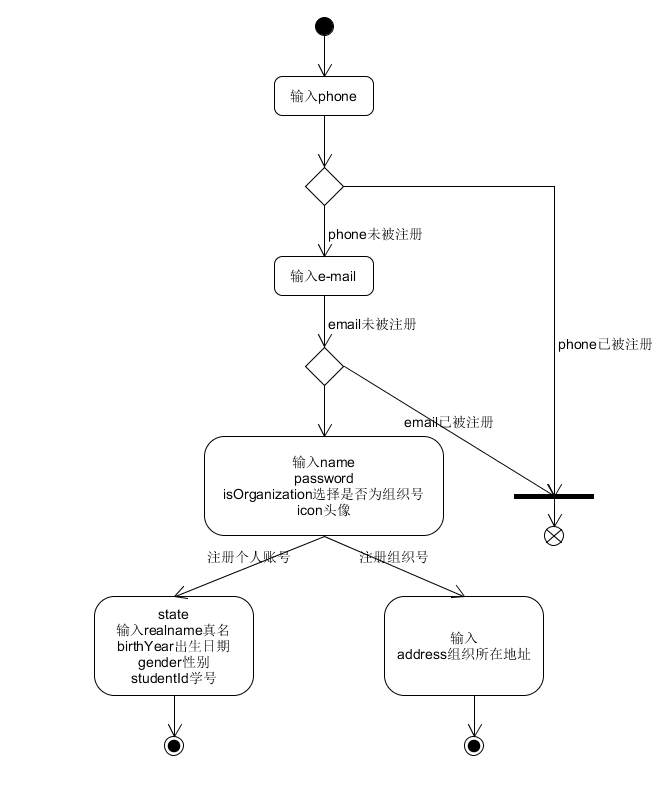 输入phone
phone未被注册
输入e-mail
email未被注册
phone已被注册
email已被注册
输入name
password
isOrganization选择是否为组织号
icon头像
注册个人账号
注册组织号
state
输入realname真名
birthYear出生日期
gender性别
studentId学号
输入
address组织所在地址